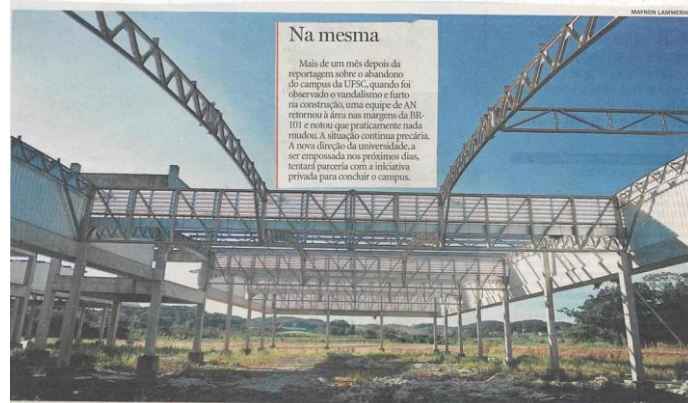 MAYKON LAMMERH
Na mesma
Mais de um mês depois da
reportagem sobre o abandono
do campus da UFSC, quando foi
observado o vandalismo e furto
na construção, uma equipe de AN
retornou à área nas margens da BR-
101 e notou que praticamente nada
mudou. A situação continua precária.
A nova direção da universidade, a
ser empossada nos próximos dias,
tentará parceria com a iniciativa
privada para concluir o campus.